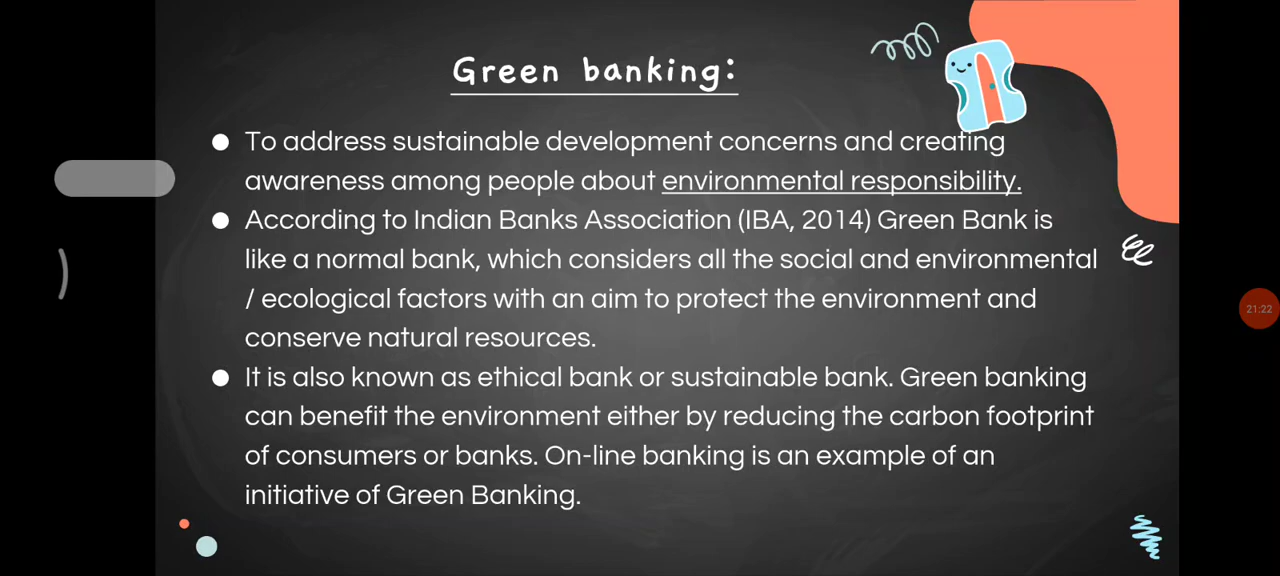 Green banking:
● To address sustainable development concerns and creating
awareness among people about environmental responsibility.
● According to Indian Banks Association (IBA, 2014) Green Bank is
like a normal bank, which considers all the social and environmental
/ ecological factors with an aim to protect the environment and
conserve natural resources.
● It is also known as ethical bank or sustainable bank. Green banking
can benefit the environment either by reducing the carbon footprint
of consumers or banks. On-line banking is an example of an
initiative of Green Banking.
21:22